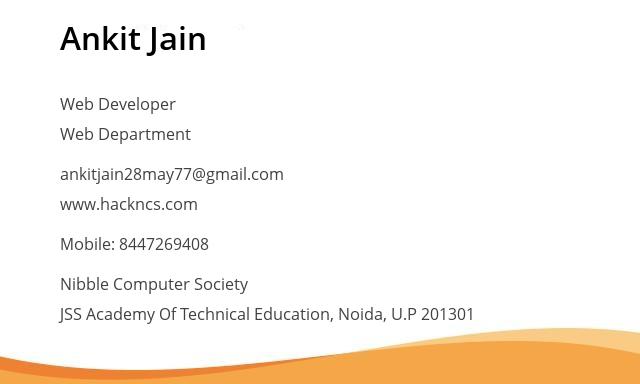 Ankit Jain
Web Developer
Web Department
ankitjain28may77@gmail.com
www.hackncs.com
Mobile: 8447269408
Nibble Computer Society
JSS Academy Of Technical Education, Noida, U.P 201301